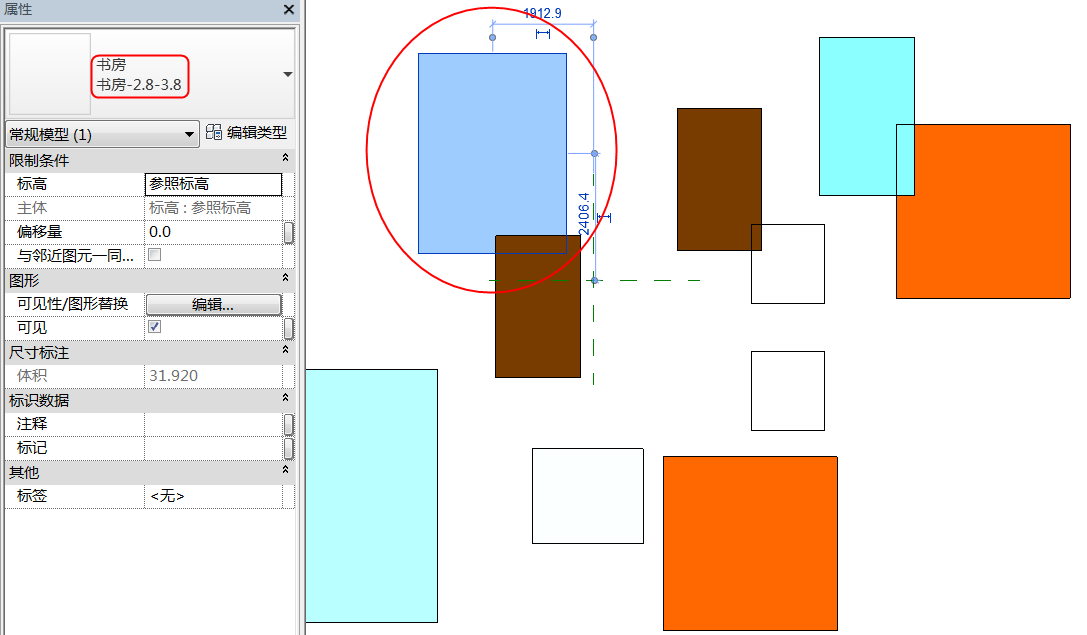 属性
书房
书房-2.8-3.8
常规模型 (1)
编辑类型
限制条件
标高
参照标高
主体
标高 : 参照标高
偏移量
0.0
与邻近图元一同...
图形
可见性/图形替换
编辑...
可见
尺寸标注
体积
31.920
标识数据
注释
标记
其他
标签
<无>
1912.9
2406.4